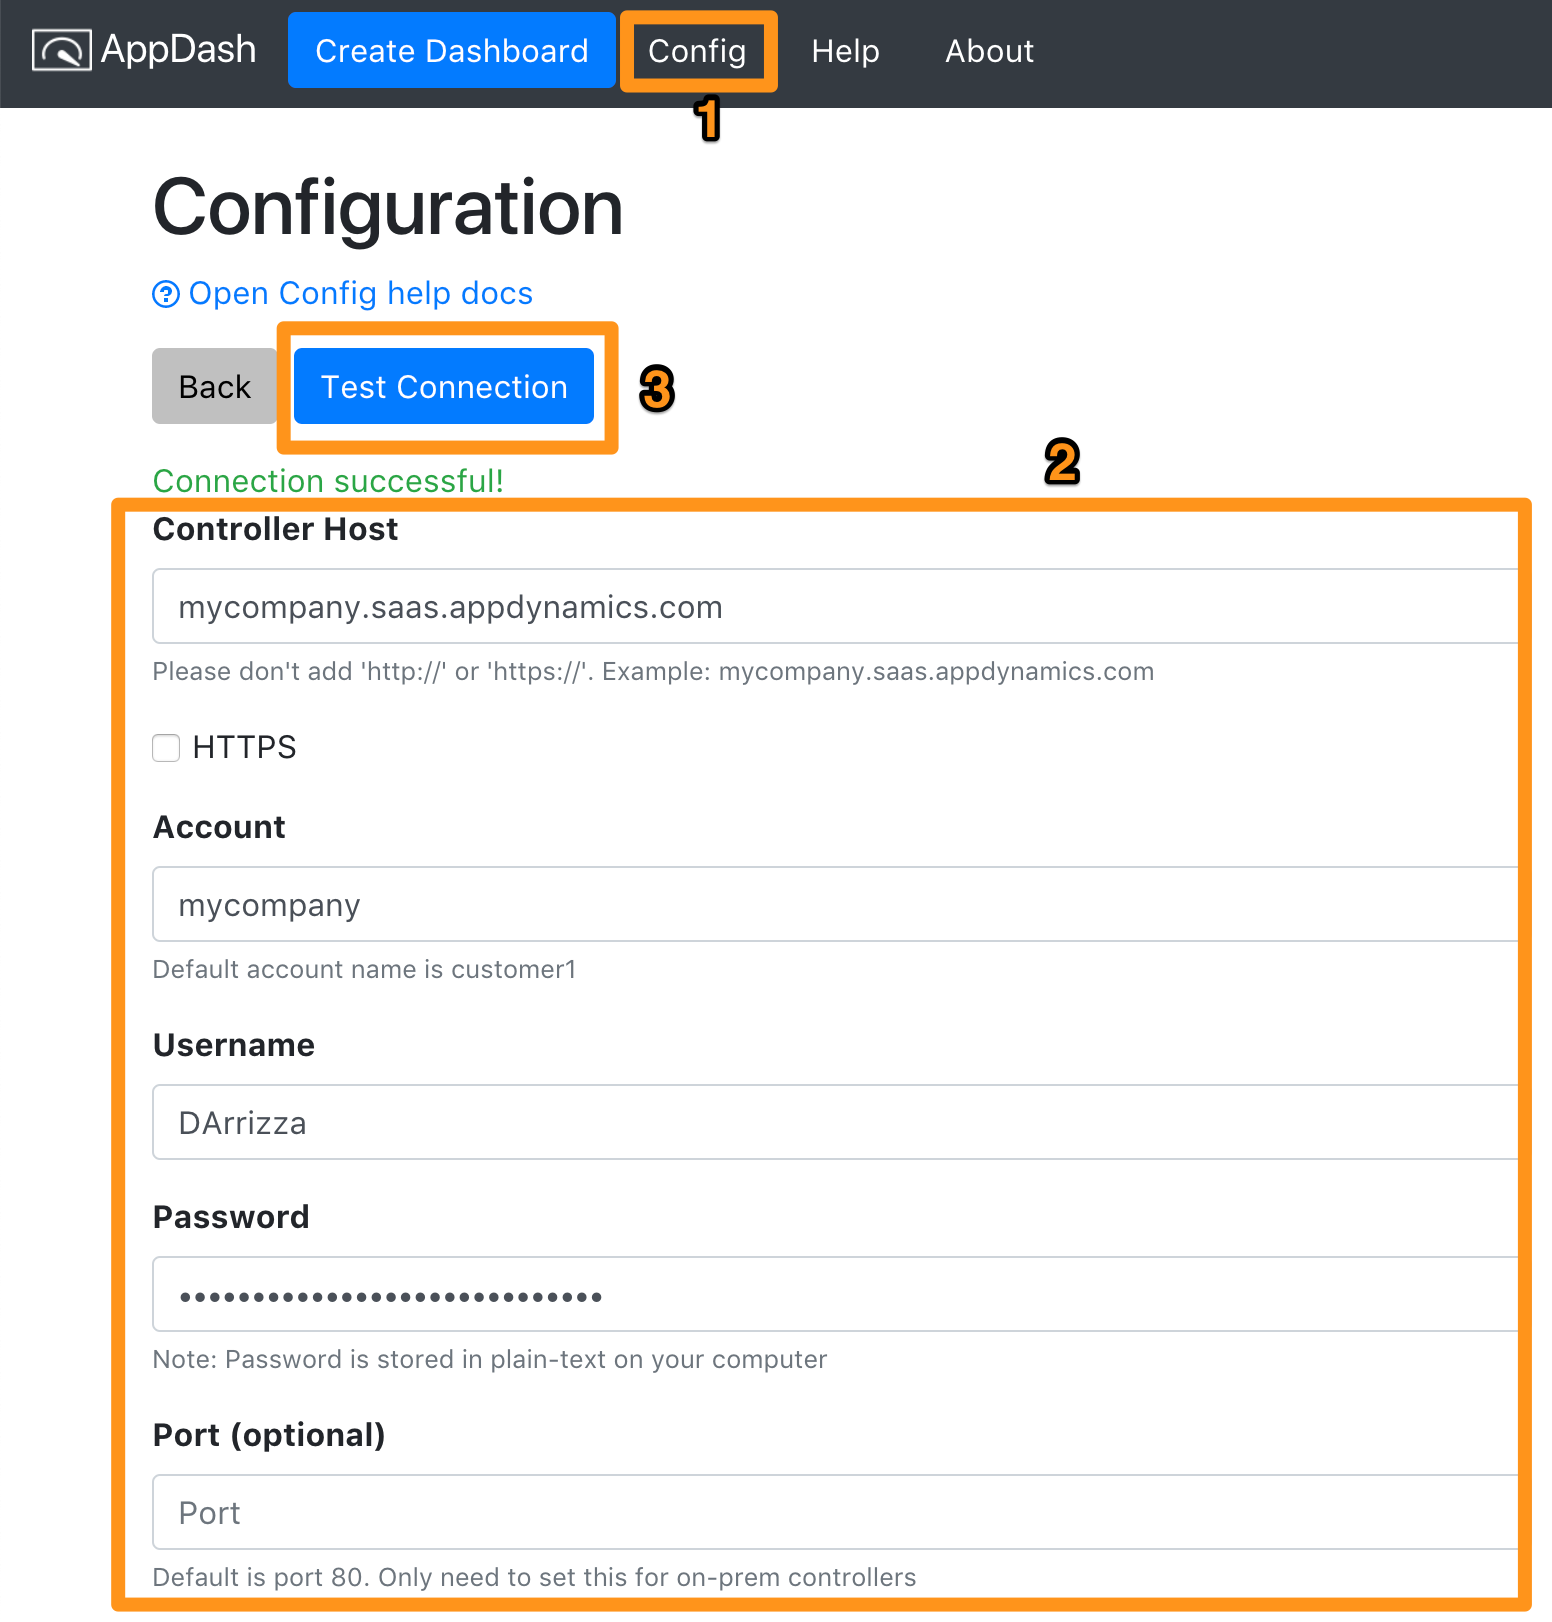 AppDash Create Dashboard Config Help About
1
Configuration
Open Config help docs
Back Test Connection 3
2
Connection successful!
Controller Host
mycompany.saas.appdynamics.com
Please don't add 'http://' or 'https://'. Example: mycompany.saas.appdynamics.com
HTTPS
Account
mycompany
Default account name is customer1
Username
DArrizza
Password
•••••••••••••••••••••••••••••
Note: Password is stored in plain-text on your computer
Port (optional)
Port
Default is port 80. Only need to set this for on-prem controllers